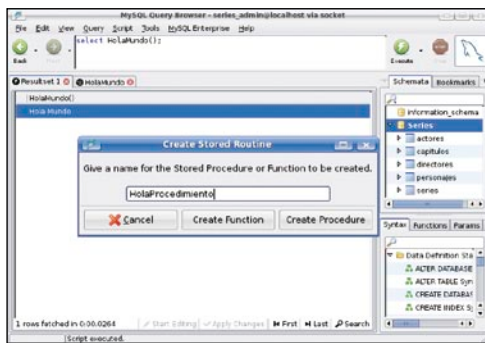 MySQL Query Browser - series_admin@localhost via socket
File Edit View Query Script Tools MySQL Enterprise Help
select HolaMundo();
Back
Execute
Resultset 1 HolaMundo
Schemata Bookmarks
HolaMundo()
Hola Mundo
information_schema
series
actores
capitulos
directores
personajes
series
Create Stored Routine
Give a name for the Stored Procedure or Function to be created.
HolaProcedimiento
Cancel Create Function Create Procedure
Syntax Functions Params
Data Definition Sta
ALTER DATABASE
ALTER TABLE Syn
CREATE DATABAS
CREATE INDEX S
1 rows fetched in 0:00.0264 Start Editing Apply Changes First Last Search
Script executed.